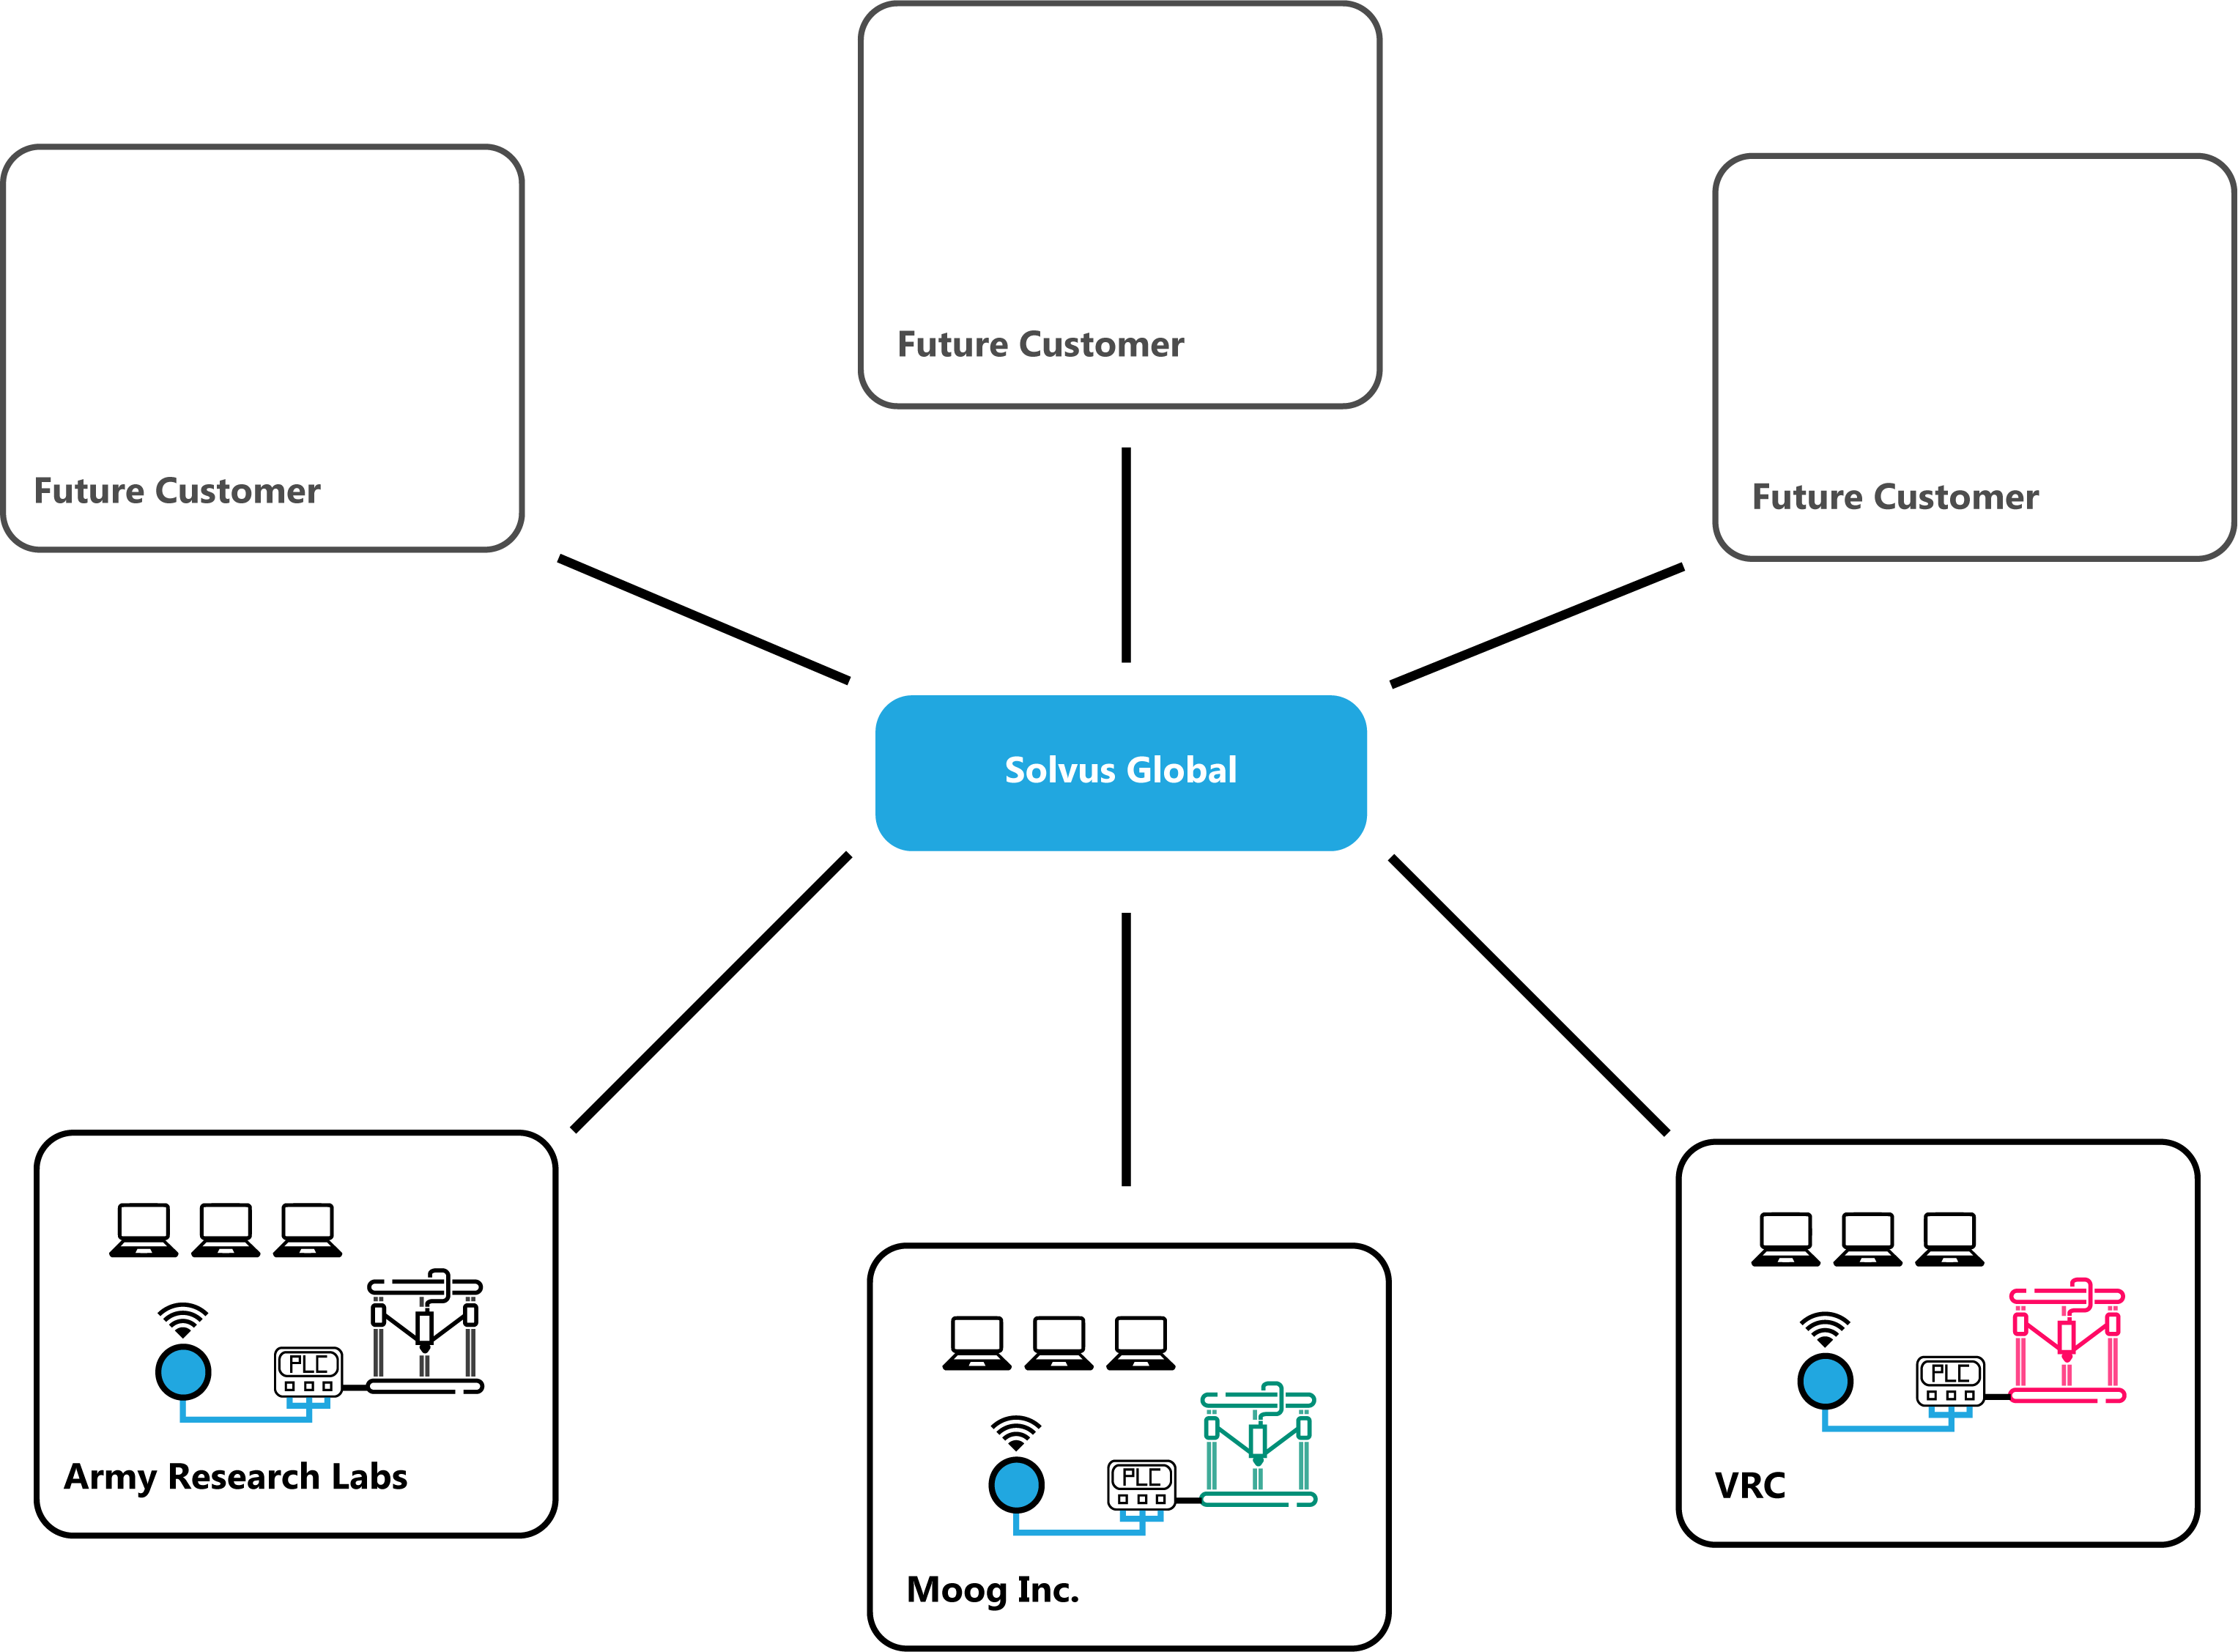 Future Customer
Future Customer
Future Customer
Solvus Global
PLC
Army Research Labs
PLC
Moog Inc.
PLC
VRC